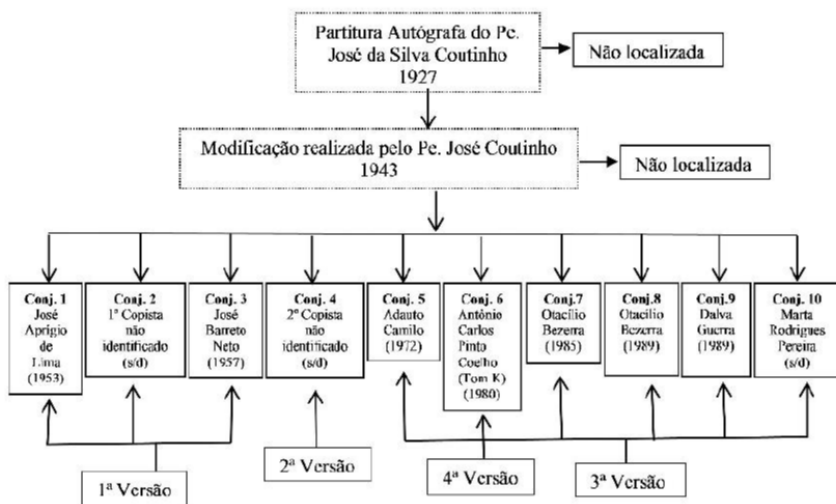 Partitura Autógrafa do Pe.
José da Silva Coutinho
1927
Não localizada
Modificação realizada pelo Pe. José Coutinho
1943
Não localizada
Conj. 1
José
Aprígio
de
Lima
(1953)
Conj. 2
1º Copista
não
identificado
(s/d)
Conj. 3
José
Barreto
Neto
(1957)
Conj. 4
2º Copista
não
identificado
(s/d)
Conj. 5
Adauto
Camilo
(1972)
Conj. 6
Antônio
Carlos
Pinto
Coelho
(Tom K)
(1980)
Conj.7
Otacílio
Bezerra
(1985)
Conj.8
Otacílio
Bezerra
(1989)
Conj.9
Dalva
Guerra
(1989)
Conj. 10
Marta
Rodrigues
Pereira
(s/d)
1ª Versão
2ª Versão
4ª Versão
3ª Versão